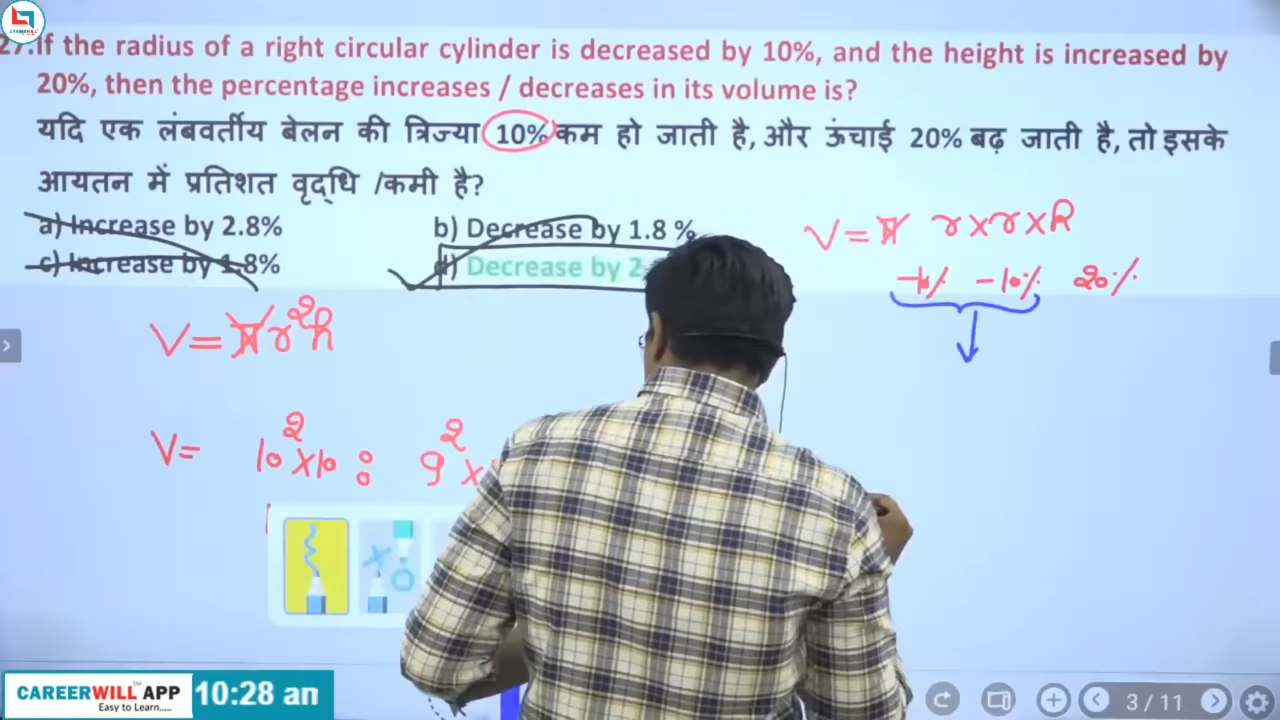 CAREERWILL
27.If the radius of a right circular cylinder is decreased by 10%, and the height is increased by
20%, then the percentage increases / decreases in its volume is?
यदि एक लंबवर्तीय बेलन की त्रिज्या 10% कम हो जाती है, और ऊंचाई 20% बढ़ जाती है, तो इसके
आयतन में प्रतिशत वृद्धि /कमी है?
a) Increase by 2.8%
b) Decrease by 1.8 %
c) Increase by 1.8%
d) Decrease by 2.
V = π r × r × h
-10% -10% 20%
V = πr²h
V = 10² × 10 : 9² ×
CAREERWILL APP
Easy to Learn.....
10:28 an
3 / 11